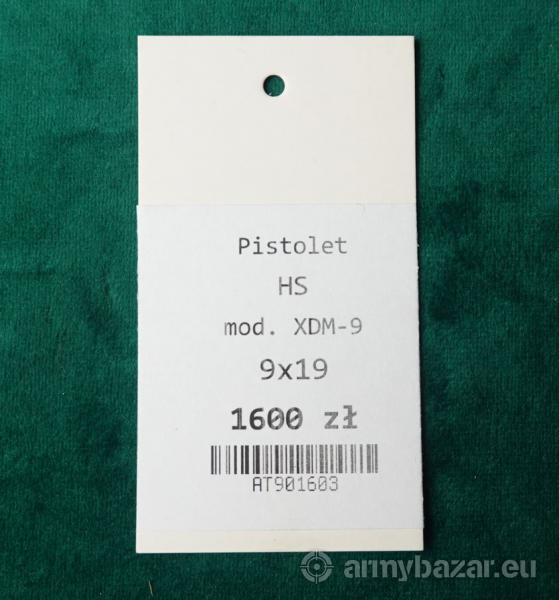 Pistolet
HS
mod. XDM-9
9x19
1600 zł
AT901603
armybazar.eu